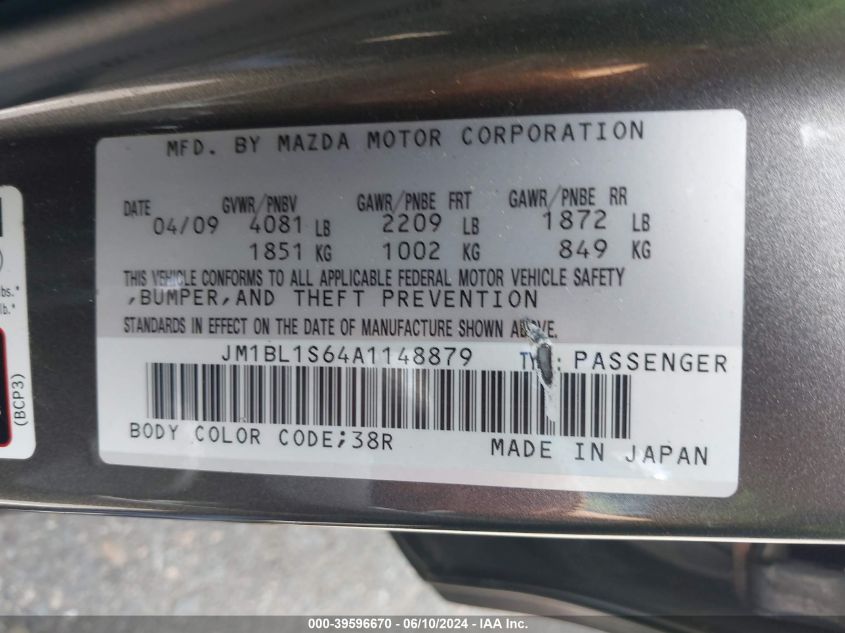 MFD. BY MAZDA MOTOR CORPORATION
DATE GVWR/PNBV GAWR/PNBE FRT GAWR/PNBE RR
04/09 4081 LB 2209 LB 1872 LB
1851 KG 1002 KG 849 KG
THIS VEHICLE CONFORMS TO ALL APPLICABLE FEDERAL MOTOR VEHICLE SAFETY
,BUMPER,AND THEFT PREVENTION
STANDARDS IN EFFECT ON THE DATE OF MANUFACTURE SHOWN ABOVE.
JM1BL1S64A1148879 : PASSENGER
BODY COLOR CODE;38R MADE IN JAPAN
lbs.*
lb.*
(BCP3)
000-39596670 - 06/10/2024 - IAA Inc.